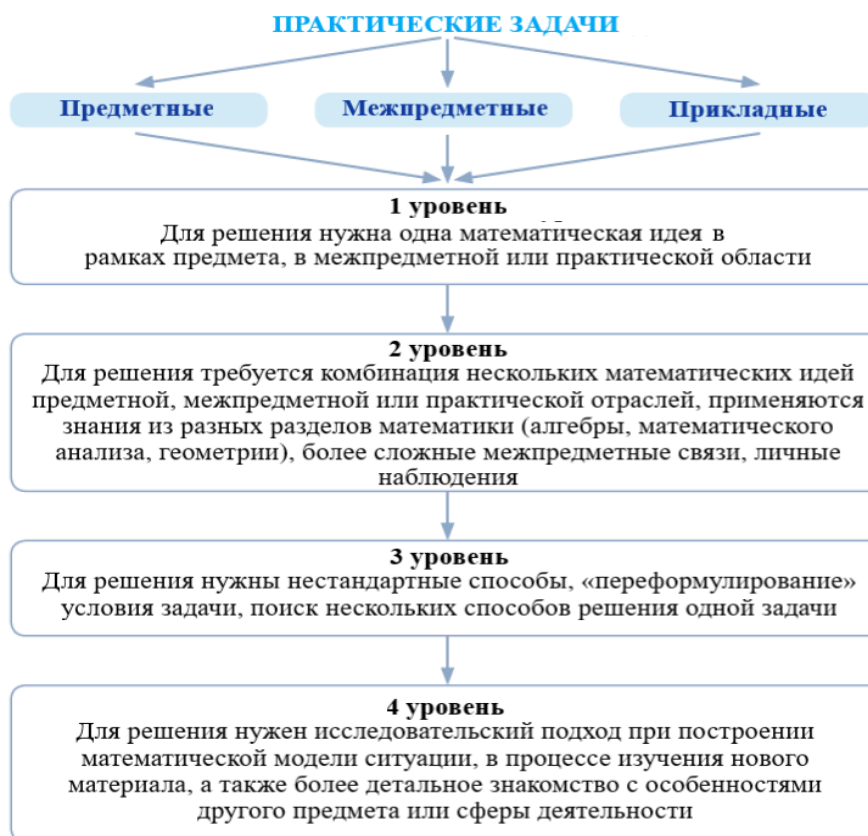 ПРАКТИЧЕСКИЕ ЗАДАЧИ
Предметные
Межпредметные
Прикладные
1 уровень
Для решения нужна одна математическая идея в
рамках предмета, в межпредметной или практической области
2 уровень
Для решения требуется комбинация нескольких математических идей
предметной, межпредметной или практической отраслей, применяются
знания из разных разделов математики (алгебры, математического
анализа, геометрии), более сложные межпредметные связи, личные
наблюдения
3 уровень
Для решения нужны нестандартные способы, «переформулирование»
условия задачи, поиск нескольких способов решения одной задачи
4 уровень
Для решения нужен исследовательский подход при построении
математической модели ситуации, в процессе изучения нового
материала, а также более детальное знакомство с особенностями
другого предмета или сферы деятельности